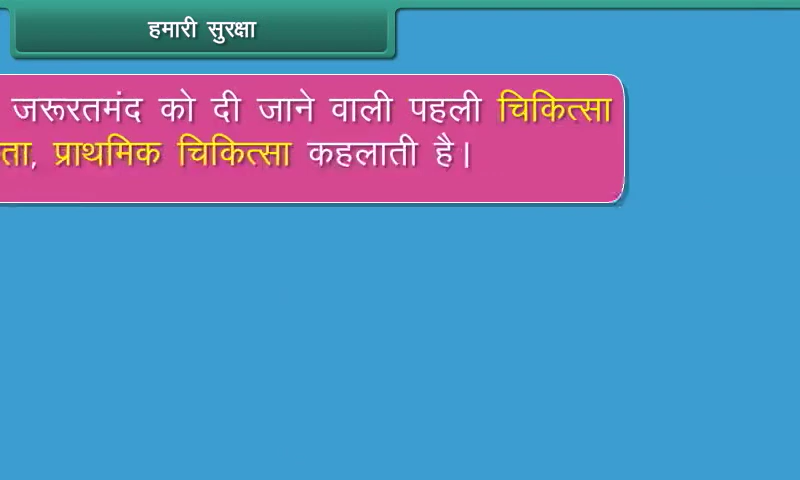 हमारी सुरक्षा
जरूरतमंद को दी जाने वाली पहली चिकित्सा
ता, प्राथमिक चिकित्सा कहलाती है।